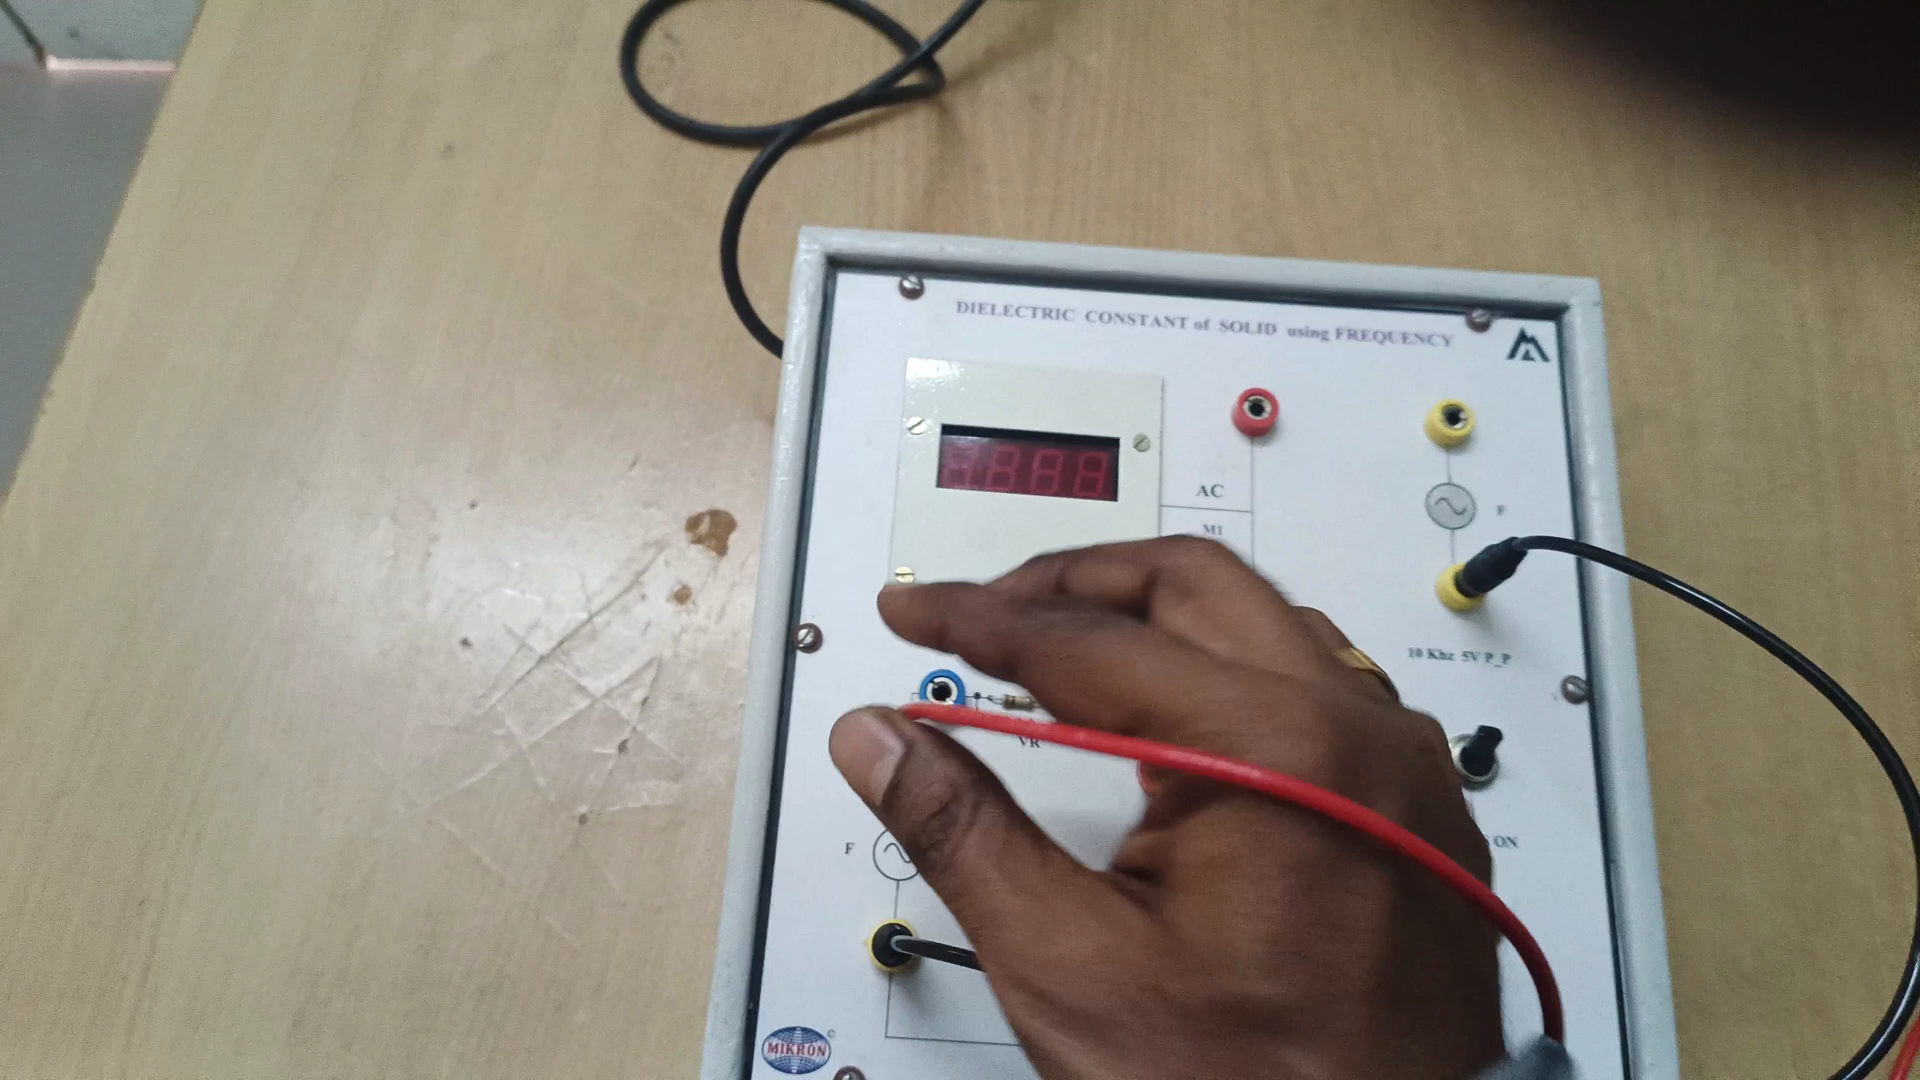 DIELECTRIC CONSTANT of SOLID using FREQUENCY
AC
M1
F
10 Khz 5V P_P
VR
ON
F
MIKRON
©